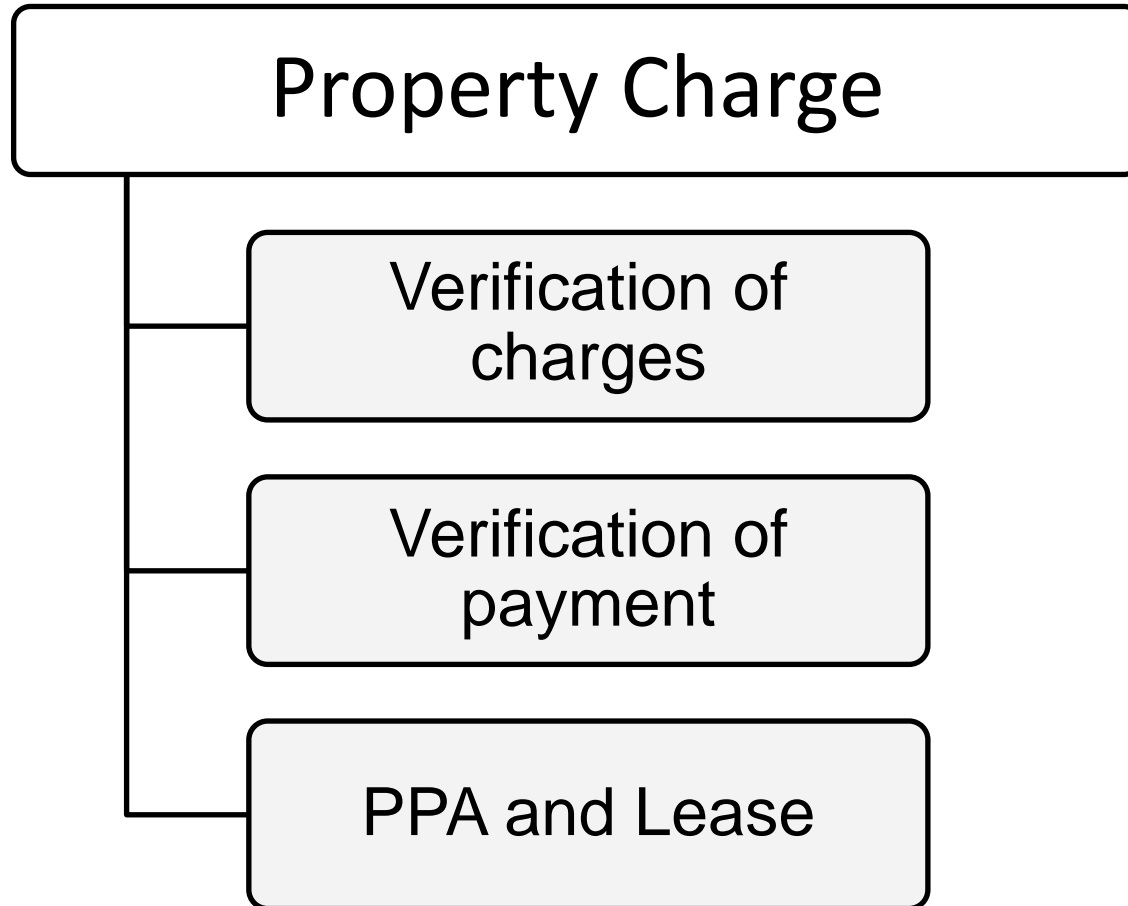 Property Charge
Verification of
charges
Verification of
payment
PPA and Lease